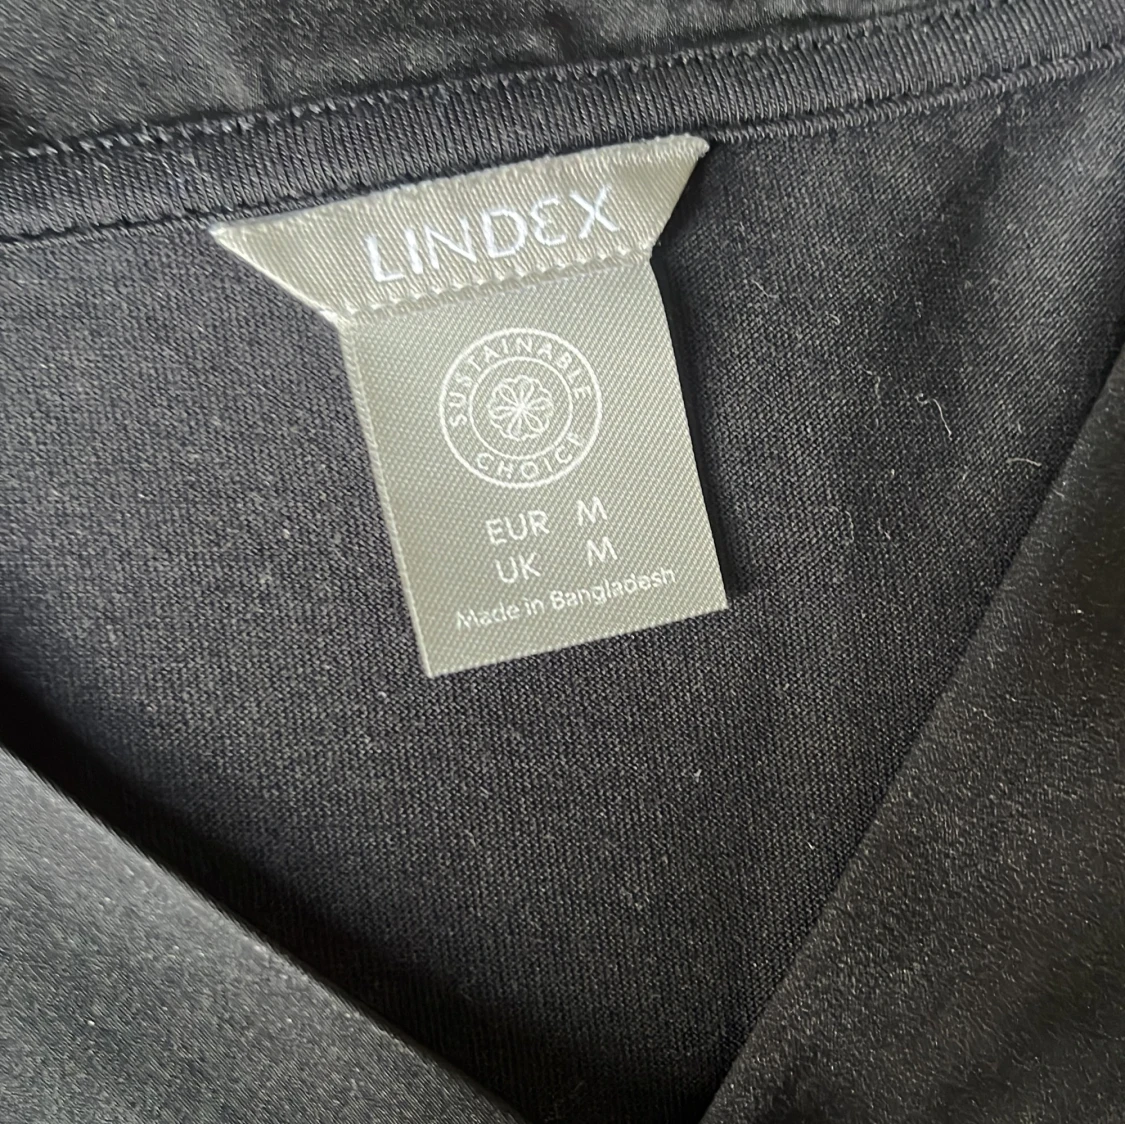 LINDEX
SUSTAINABLE
CHOICE
EUR M
UK M
Made in Bangladesh